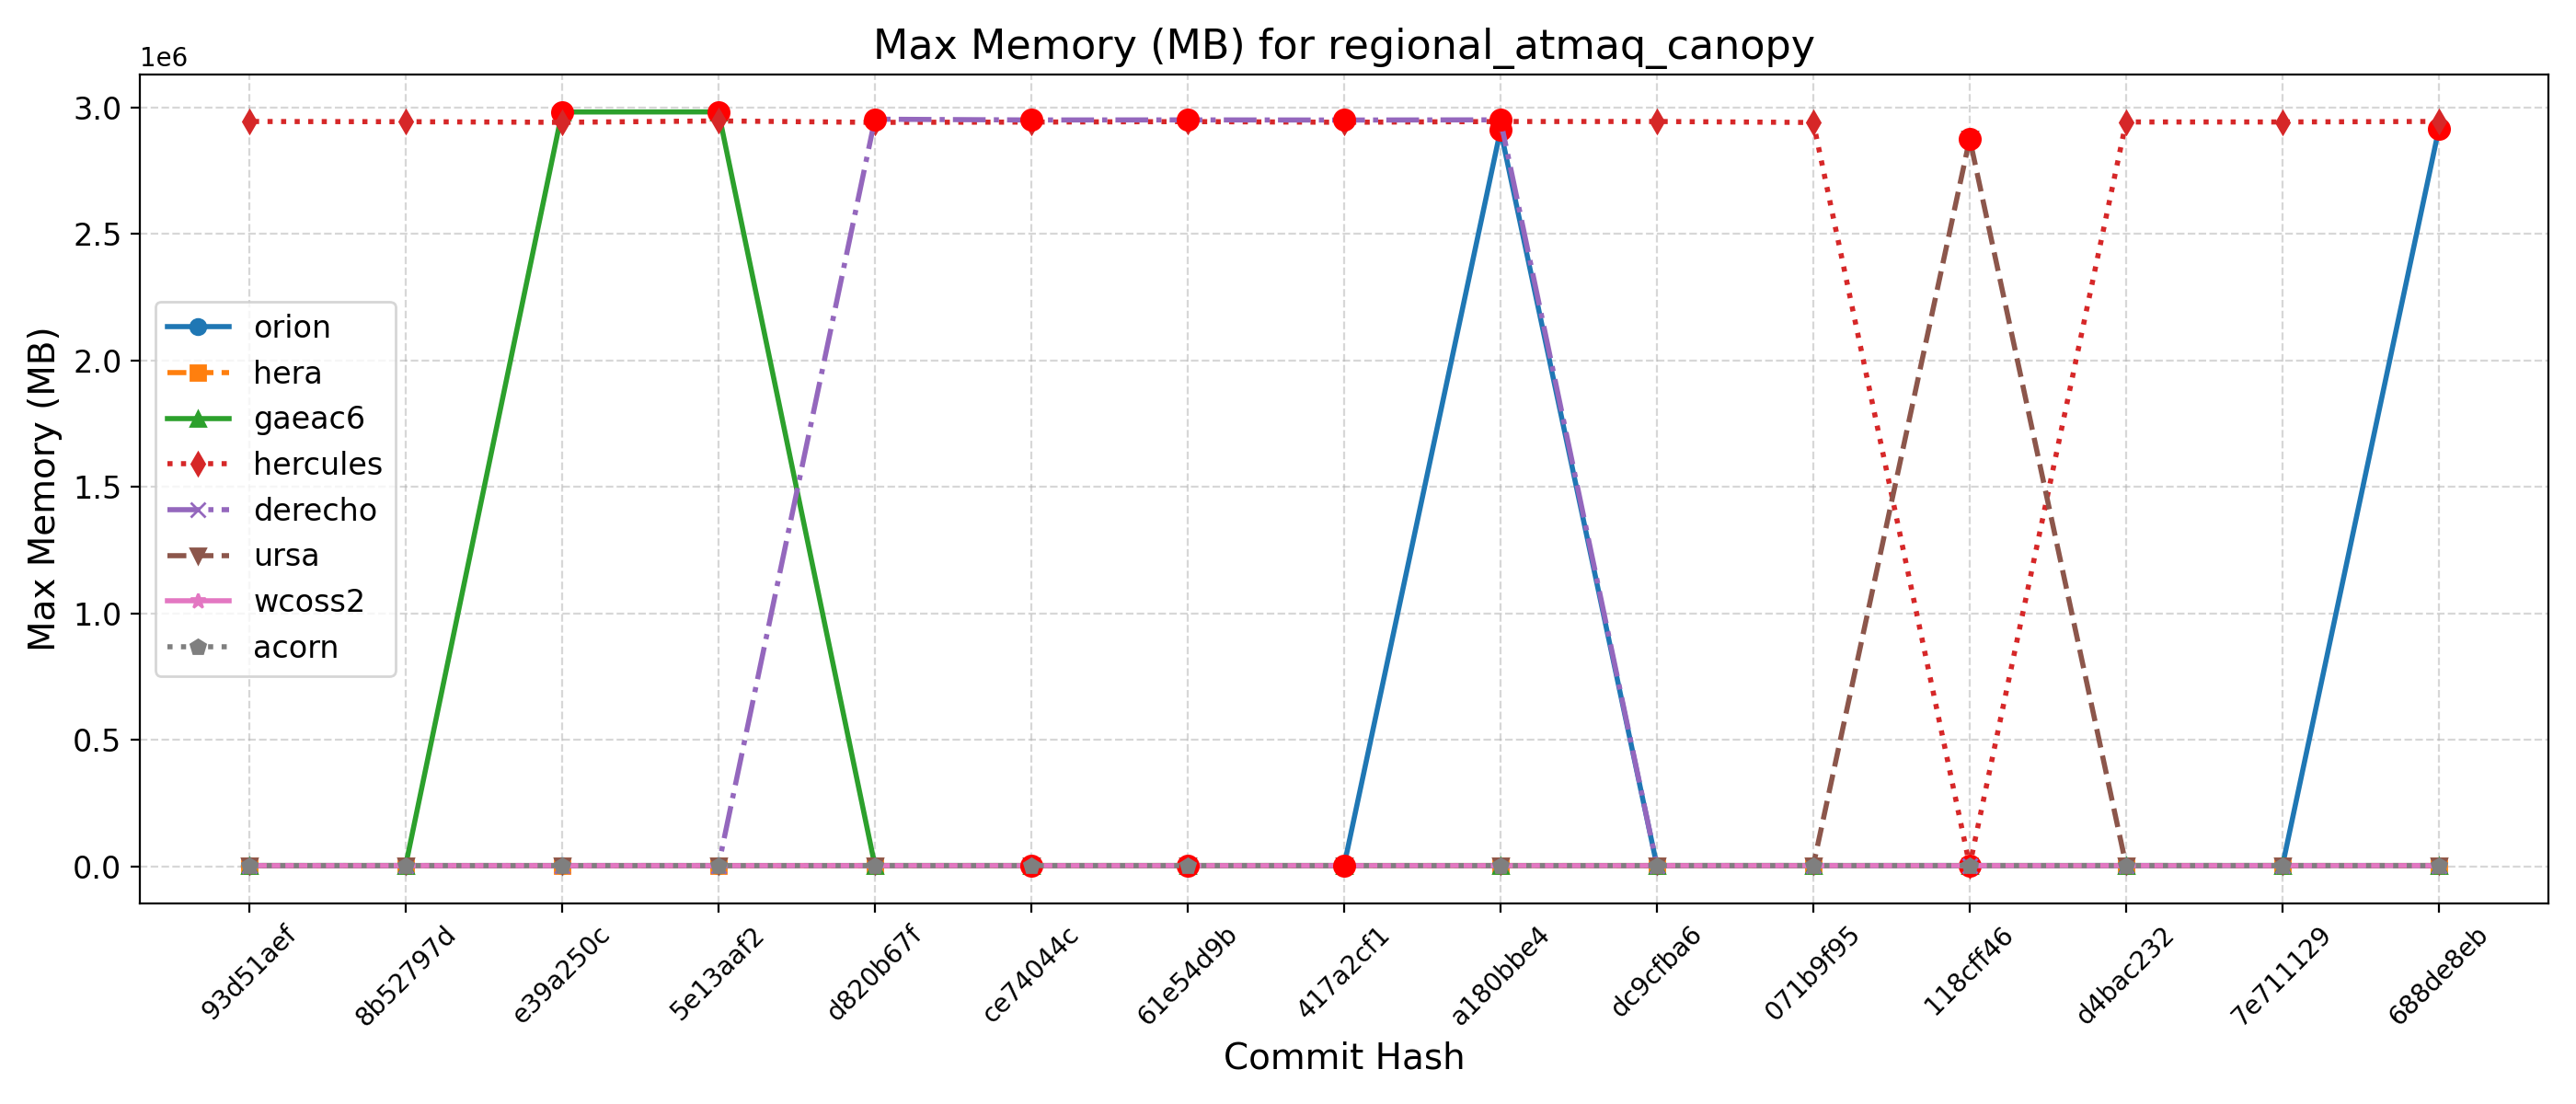 Max Memory (MB) for regional_atmaq_canopy
1e6
3.0
2.5
2.0
1.5
1.0
0.5
0.0
Max Memory (MB)
orion
hera
gaeac6
hercules
derecho
ursa
wcoss2
acorn
93d51aef
8b52797d
e39a250c
5e13aaf2
d820b67f
ce74044c
61e54d9b
417a2cf1
a180bbe4
dc9cfba6
071b9f95
118cff46
d4bac232
7e711129
688de8eb
Commit Hash